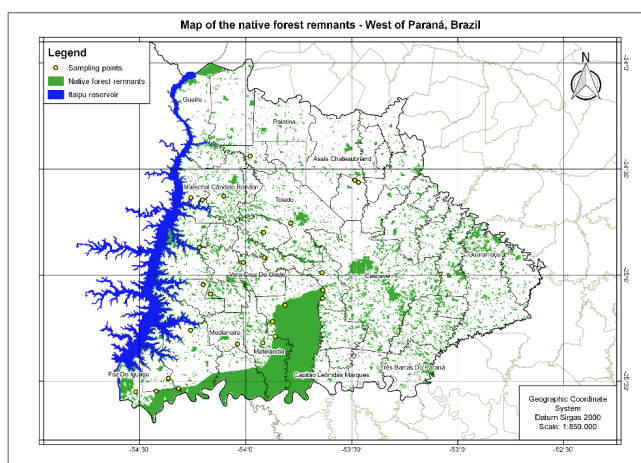 Map of the native forest remnants - West of Paraná, Brazil
Legend
Sampling points
Native forest remnants
Itaipu reservoir
N
Guaíra
Palotina
Assis Chateaubriand
Marechal Cândido Rondon
Toledo
Guaraniaçu
Vera Cruz Do Oeste
Cascavel
Medianeira
Matelândia
Foz Do Iguaçu
Três Barras Do Paraná
Capitão Leônidas Marques
-24°0'
-24°30'
-25°0'
-25°30'
Geographic Coordinate
System
Datum Sirgas 2000
Scale: 1:850.000
-54°30'
-54°0'
-53°30'
-53°0'
-52°30'